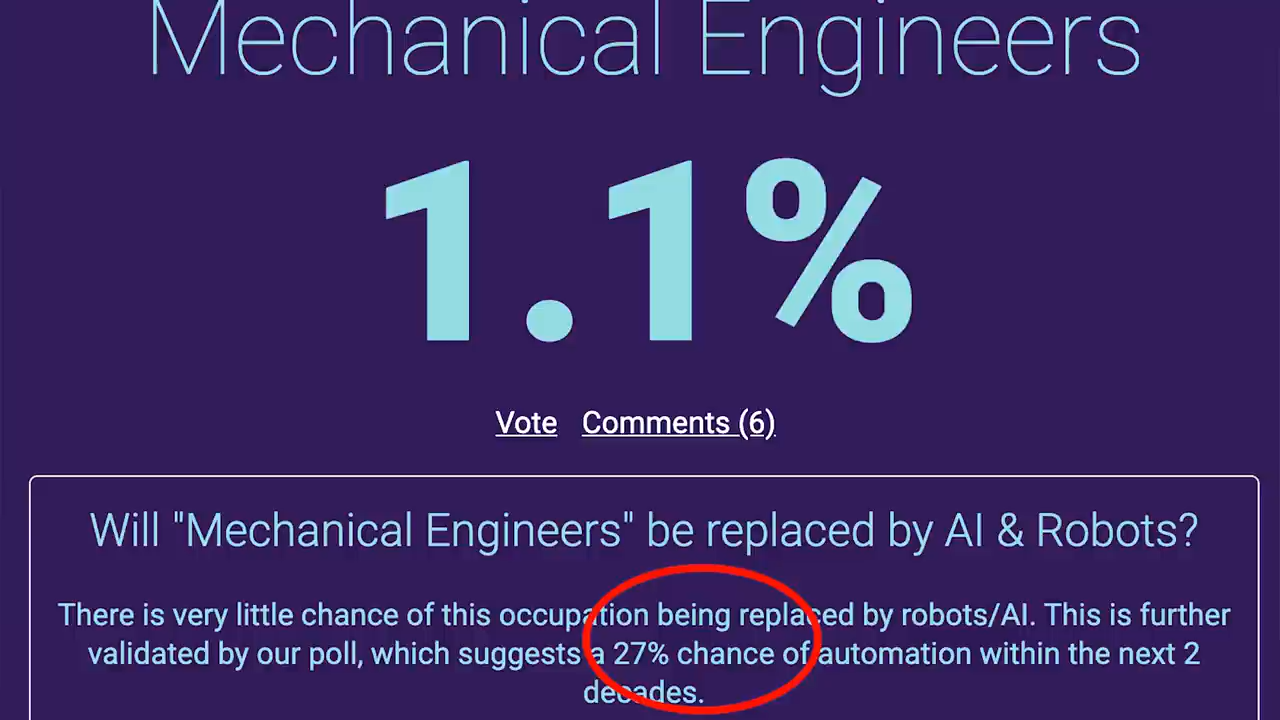 Mechanical Engineers
1.1%
Vote Comments (6)
Will "Mechanical Engineers" be replaced by AI & Robots?
There is very little chance of this occupation being replaced by robots/AI. This is further
validated by our poll, which suggests a 27% chance of automation within the next 2
decades.